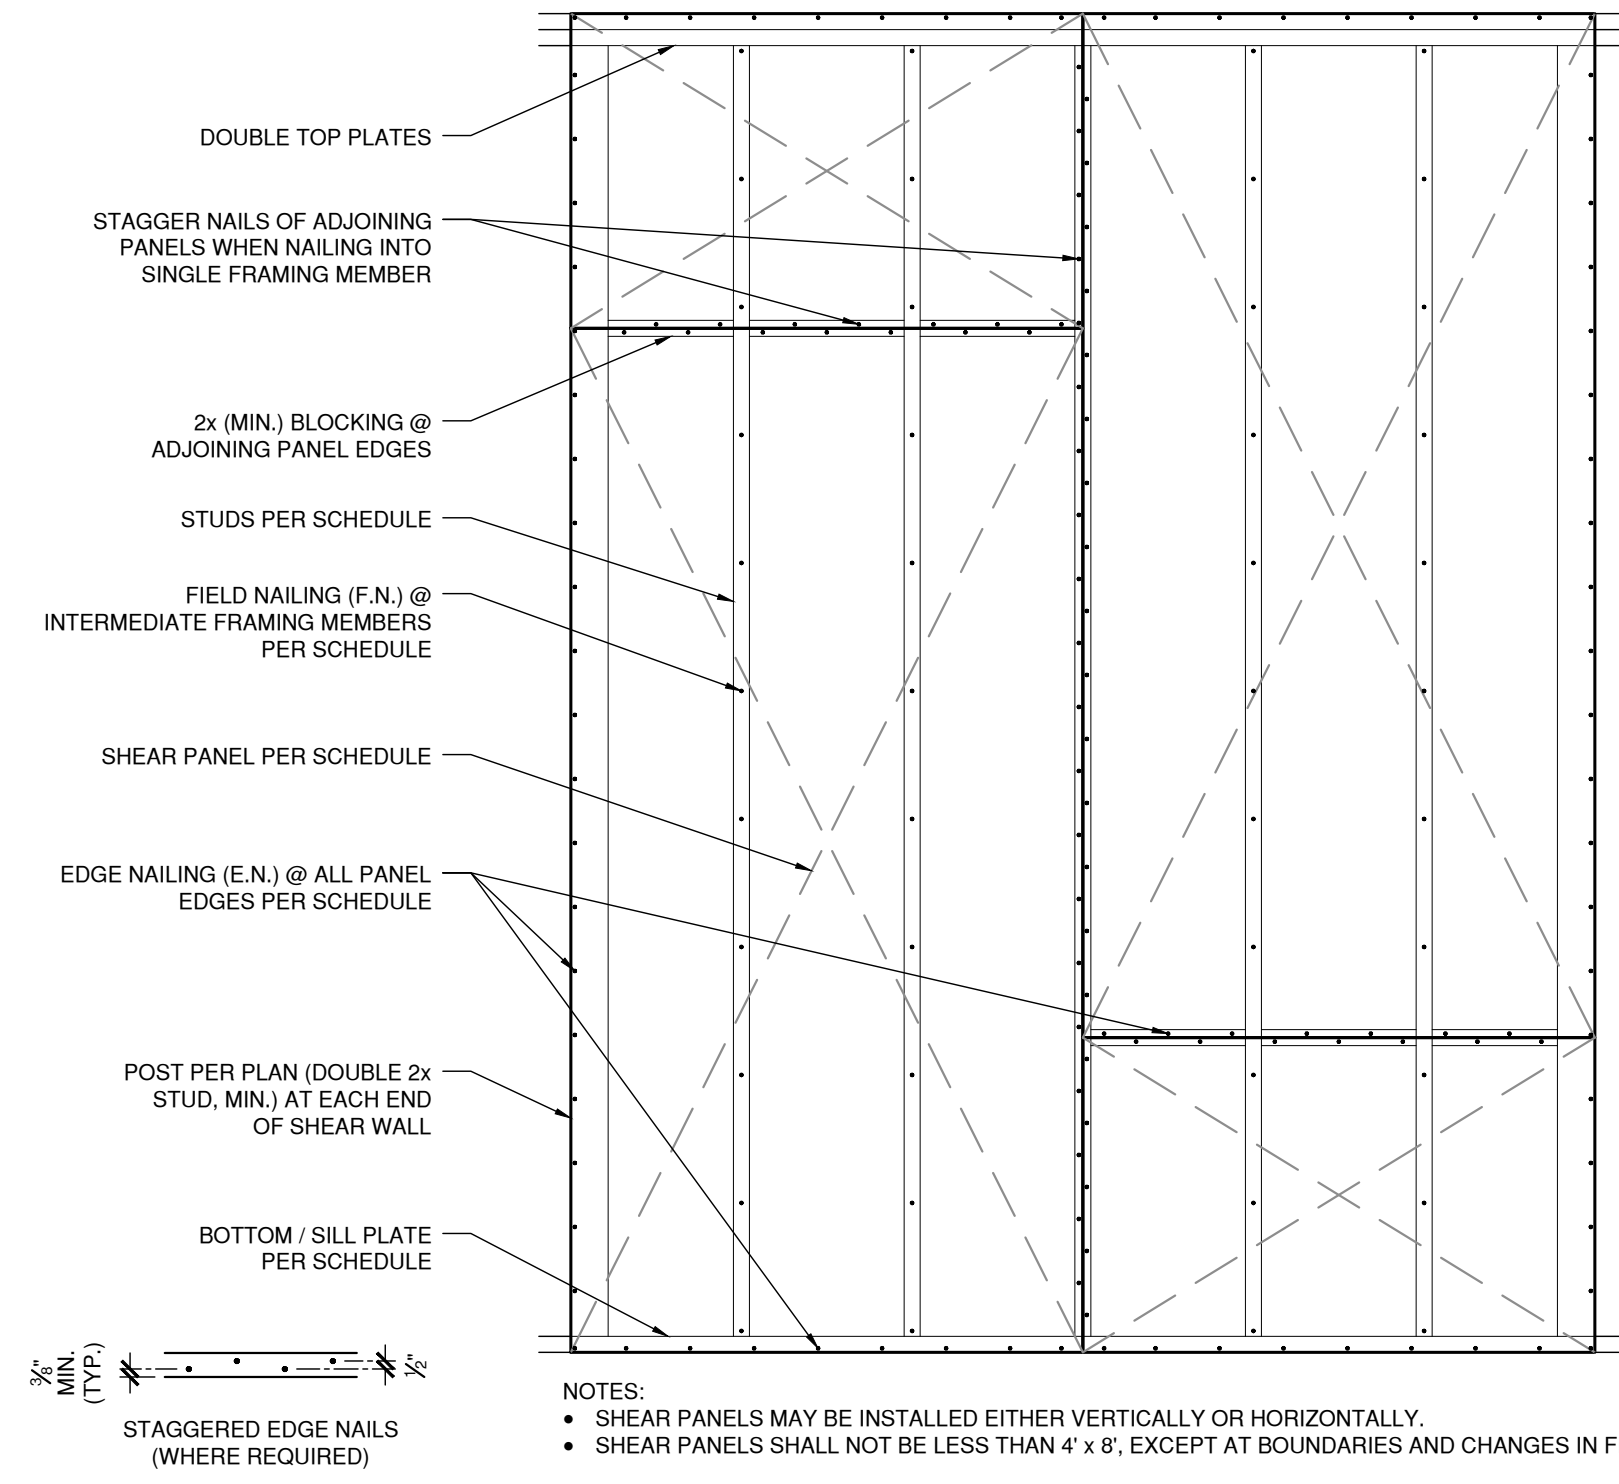 DOUBLE TOP PLATES
STAGGER NAILS OF ADJOINING
PANELS WHEN NAILING INTO
SINGLE FRAMING MEMBER
2x (MIN.) BLOCKING @
ADJOINING PANEL EDGES
STUDS PER SCHEDULE
FIELD NAILING (F.N.) @
INTERMEDIATE FRAMING MEMBERS
PER SCHEDULE
SHEAR PANEL PER SCHEDULE
EDGE NAILING (E.N.) @ ALL PANEL
EDGES PER SCHEDULE
POST PER PLAN (DOUBLE 2x
STUD, MIN.) AT EACH END
OF SHEAR WALL
BOTTOM / SILL PLATE
PER SCHEDULE
3/8"
MIN.
(TYP.)
1/2"
STAGGERED EDGE NAILS
(WHERE REQUIRED)
NOTES:
• SHEAR PANELS MAY BE INSTALLED EITHER VERTICALLY OR HORIZONTALLY.
• SHEAR PANELS SHALL NOT BE LESS THAN 4' x 8', EXCEPT AT BOUNDARIES AND CHANGES IN F